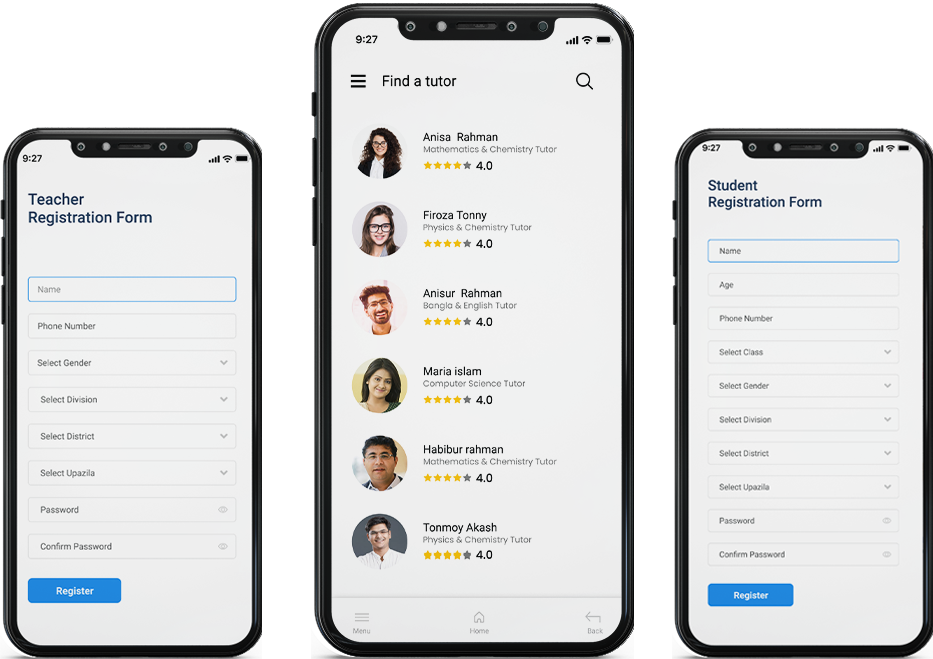 9:27
Teacher
Registration Form
Name
Phone Number
Select Gender
Select Division
Select District
Select Upazila
Password
Confirm Password
Register
9:27
Find a tutor
Anisa Rahman
Mathematics & Chemistry Tutor
4.0
Firoza Tonny
Physics & Chemistry Tutor
4.0
Anisur Rahman
Bangla & English Tutor
4.0
Maria islam
Computer Science Tutor
4.0
Habibur rahman
Mathematics & Chemistry Tutor
4.0
Tonmoy Akash
Physics & Chemistry Tutor
4.0
Menu
Home
Back
9:27
Student
Registration Form
Name
Age
Phone Number
Select Class
Select Gender
Select Division
Select District
Select Upazila
Password
Confirm Password
Register